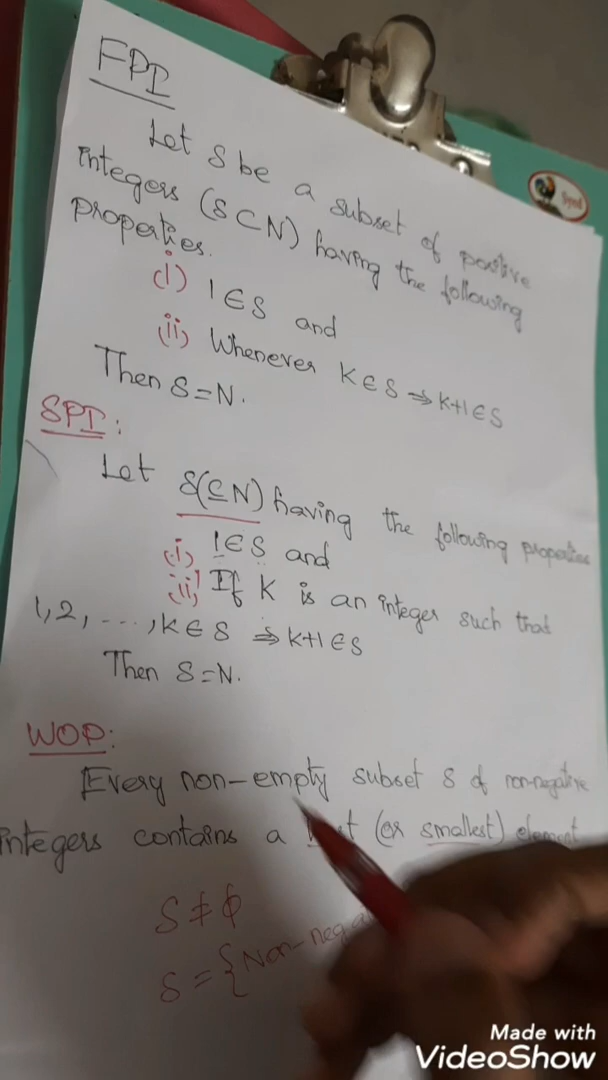 FPI
Let S be a subset of positive
integers (S⊂N) having the following
properties.
(i) 1∈S and
(ii) Whenever K∈S ⇒ K+1∈S
Then S=N.
SPI:
Let S(⊆N) having the following properties
(i) 1∈S and
(ii) If K is an integer such that
1,2, ---, K∈S ⇒ K+1∈S
Then S=N.
WOP:
Every non-empty subset S of non-negative
integers contains a (or smallest) element
S≠ϕ
S={Non-nega
Made with
VideoShow